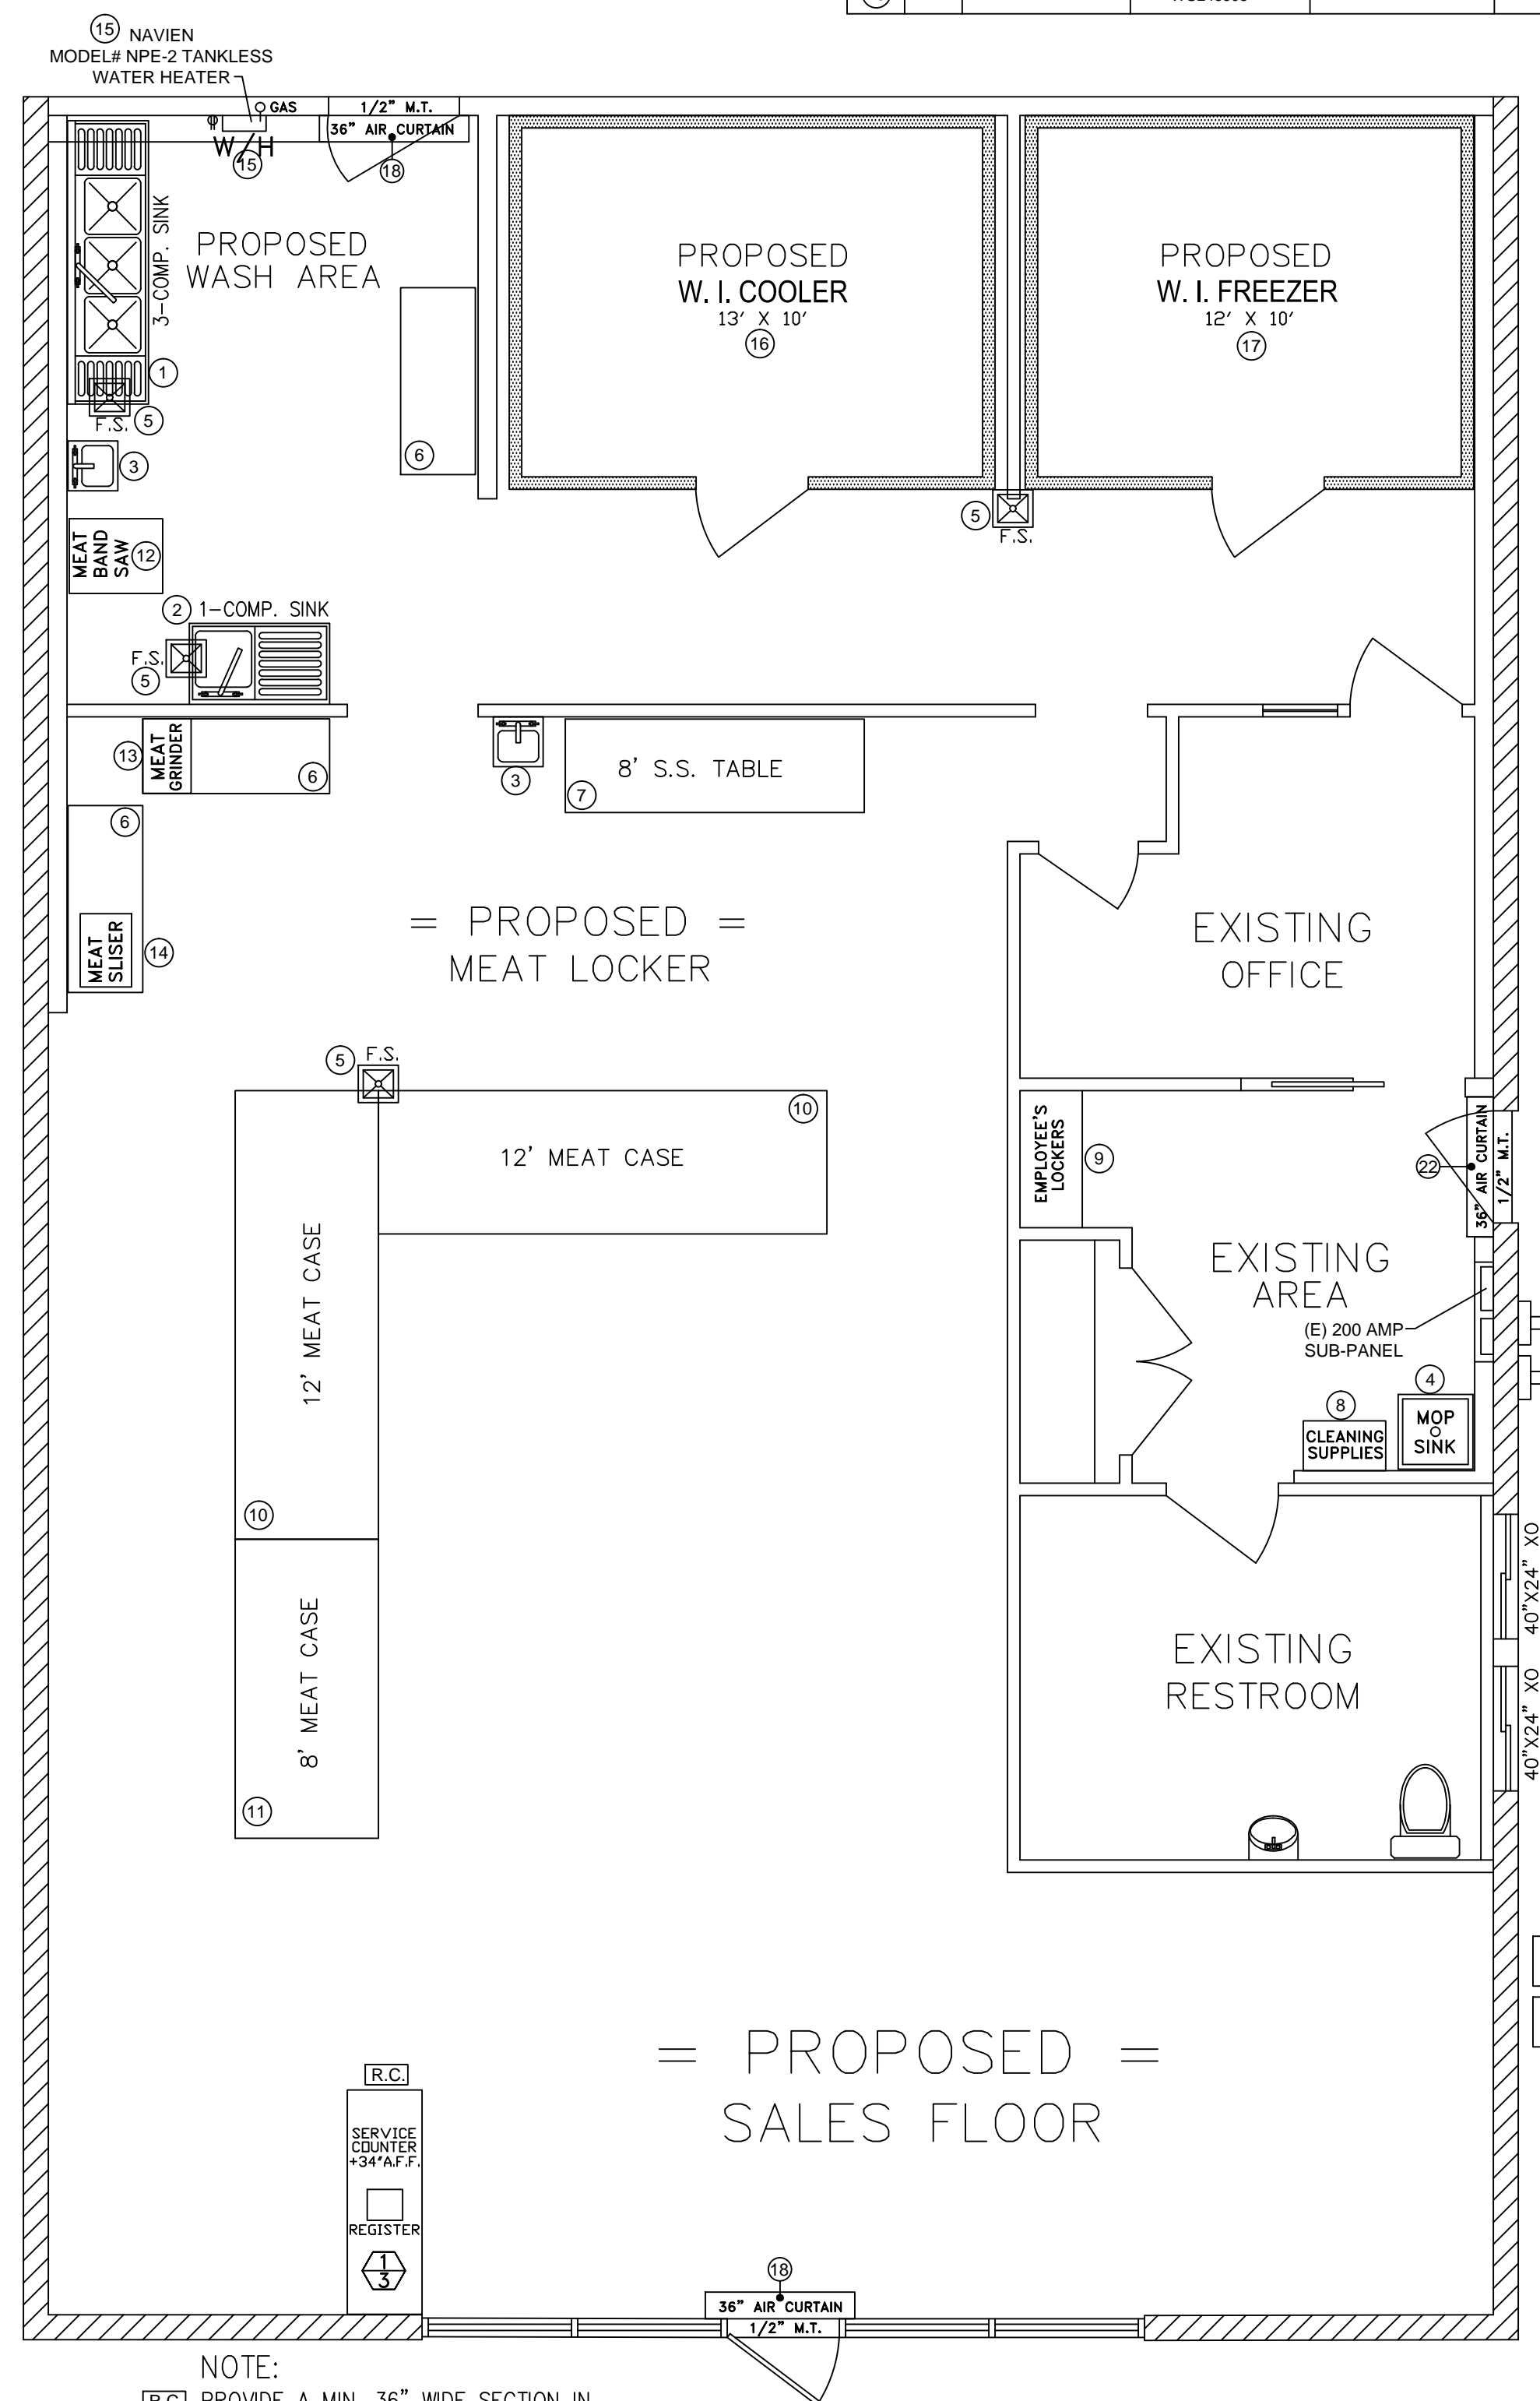 15 NAVIEN
MODEL# NPE-2 TANKLESS
WATER HEATER
GAS
1/2" M.T.
36" AIR CURTAIN
W/H
15
18
3-COMP. SINK
PROPOSED
WASH AREA
PROPOSED
W. I. COOLER
13' X 10'
16
PROPOSED
W. I. FREEZER
12' X 10'
17
1
F.S.
5
6
3
5
F.S.
MEAT
BAND
SAW
12
2
1-COMP. SINK
F.S.
5
13
MEAT
GRINDER
6
3
8' S.S. TABLE
7
6
MEAT
SLISER
14
= PROPOSED =
MEAT LOCKER
EXISTING
OFFICE
5
F.S.
10
12' MEAT CASE
12' MEAT CASE
10
EMPLOYEE'S
LOCKERS
9
36" AIR CURTAIN
1/2" M.T.
22
EXISTING
AREA
(E) 200 AMP
SUB-PANEL
4
8
MOP
SINK
CLEANING
SUPPLIES
40"X24" XO
8' MEAT CASE
11
EXISTING
RESTROOM
40"X24" XO
= PROPOSED =
SALES FLOOR
R.C.
SERVICE
COUNTER
+34"A.F.F.
REGISTER
1
3
18
36" AIR CURTAIN
1/2" M.T.
NOTE:
R.C. PROVIDE A MIN. 36" WIDE SECTION IN